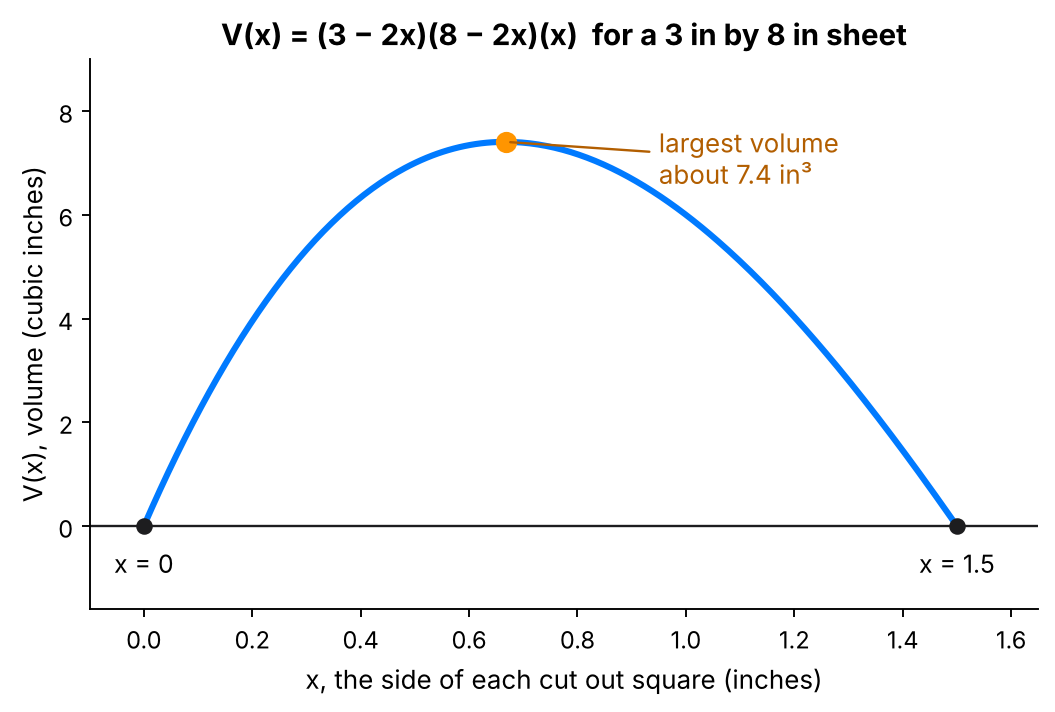 V(x) = (3 − 2x)(8 − 2x)(x)  for a 3 in by 8 in sheet
V(x), volume (cubic inches)
8
6
4
2
0
largest volume
about 7.4 in³
x = 0
x = 1.5
0.0
0.2
0.4
0.6
0.8
1.0
1.2
1.4
1.6
x, the side of each cut out square (inches)